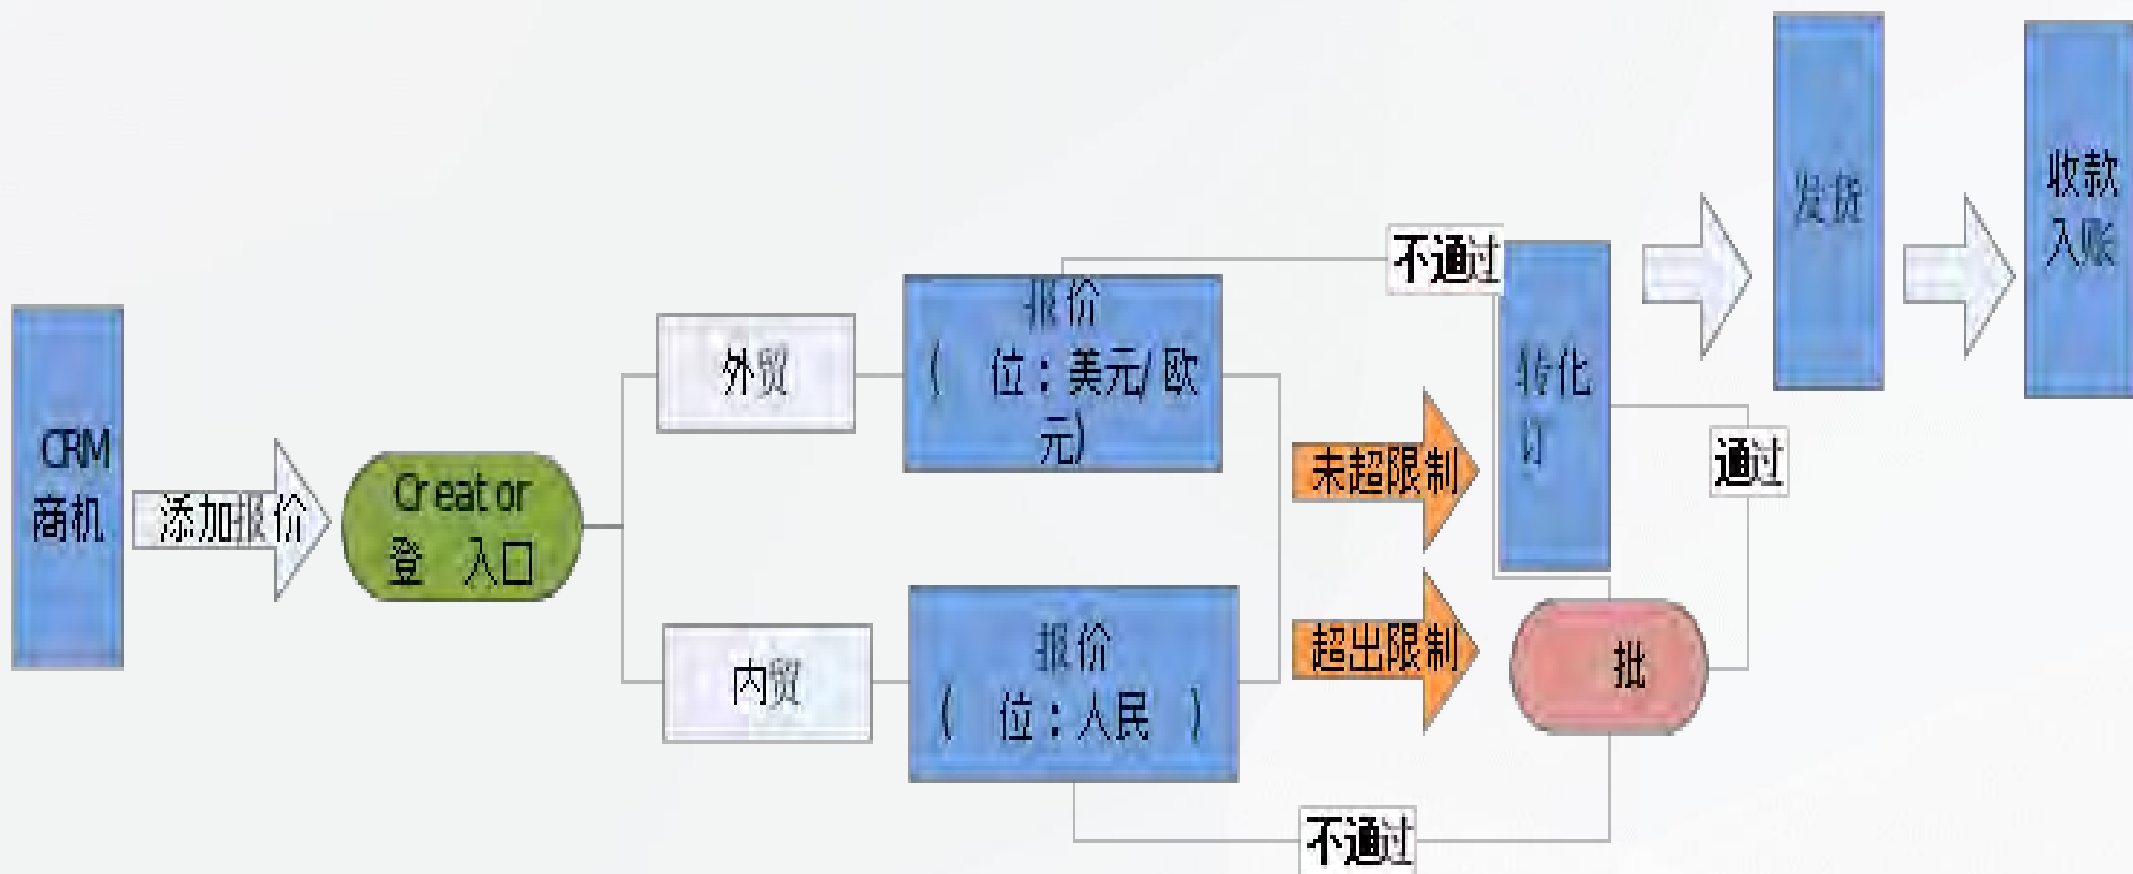 CRM
商机
添加报价
Creator
登 入口
外贸
报价
( 位：美元/欧
元)
内贸
报价
( 位：人民 )
未超限制
超出限制
不通过
转化
订
通过
批
不通过
发货
收款
入账